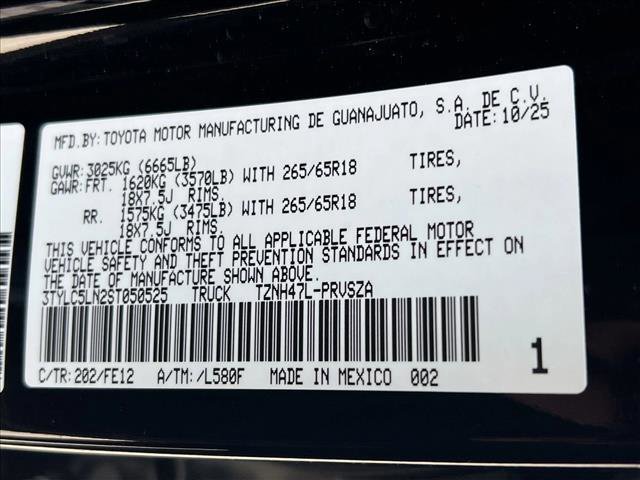 MFD.BY: TOYOTA MOTOR MANUFACTURING DE GUANAJUATO, S.A. DE C.V.
DATE: 10/25
GVWR: 3025KG (6665LB)
GAWR: FRT. 1620KG (3570LB) WITH 265/65R18 TIRES,
18X7.5J RIMS.
RR. 1575KG (3475LB) WITH 265/65R18 TIRES,
18X7.5J RIMS.
THIS VEHICLE CONFORMS TO ALL APPLICABLE FEDERAL MOTOR
VEHICLE SAFETY AND THEFT PREVENTION STANDARDS IN EFFECT ON
THE DATE OF MANUFACTURE SHOWN ABOVE.
3TYLC5LN2ST050525 TRUCK TZNH47L-PRVSZA
1
C/TR: 202/FE12 A/TM: /L580F MADE IN MEXICO 002